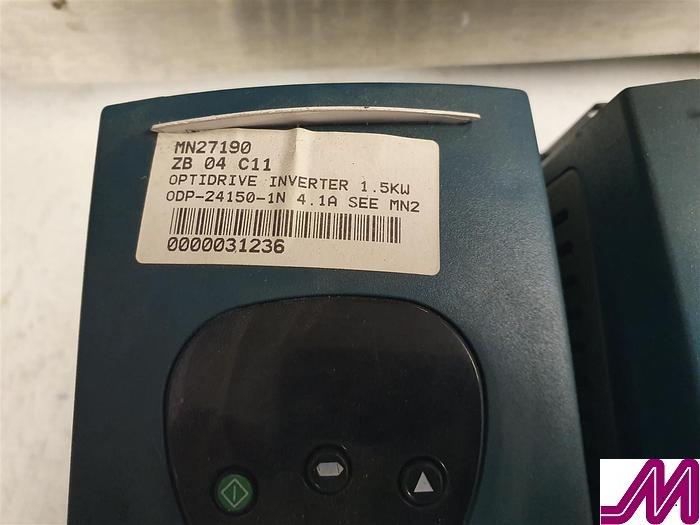 MN27190
ZB 04 C11
OPTIDRIVE INVERTER 1.5KW
ODP-24150-1N 4.1A SEE MN2
0000031236
M